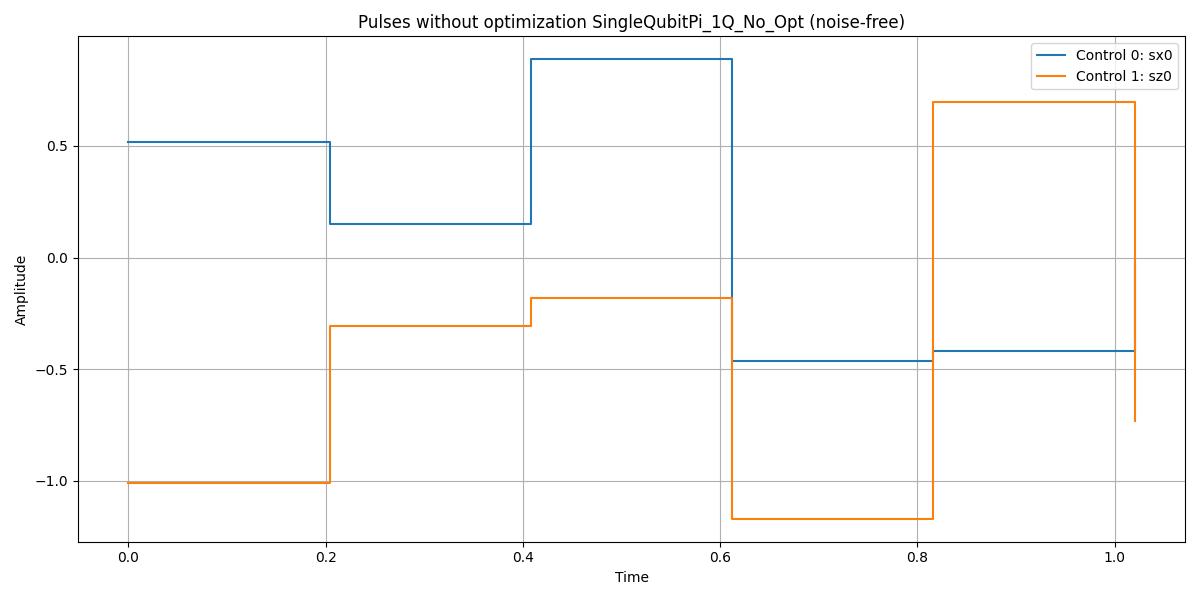 Pulses without optimization SingleQubitPi_1Q_No_Opt (noise-free)
Control 0: sx0
Control 1: sz0
Amplitude
0.5
0.0
−0.5
−1.0
0.0 0.2 0.4 0.6 0.8 1.0
Time